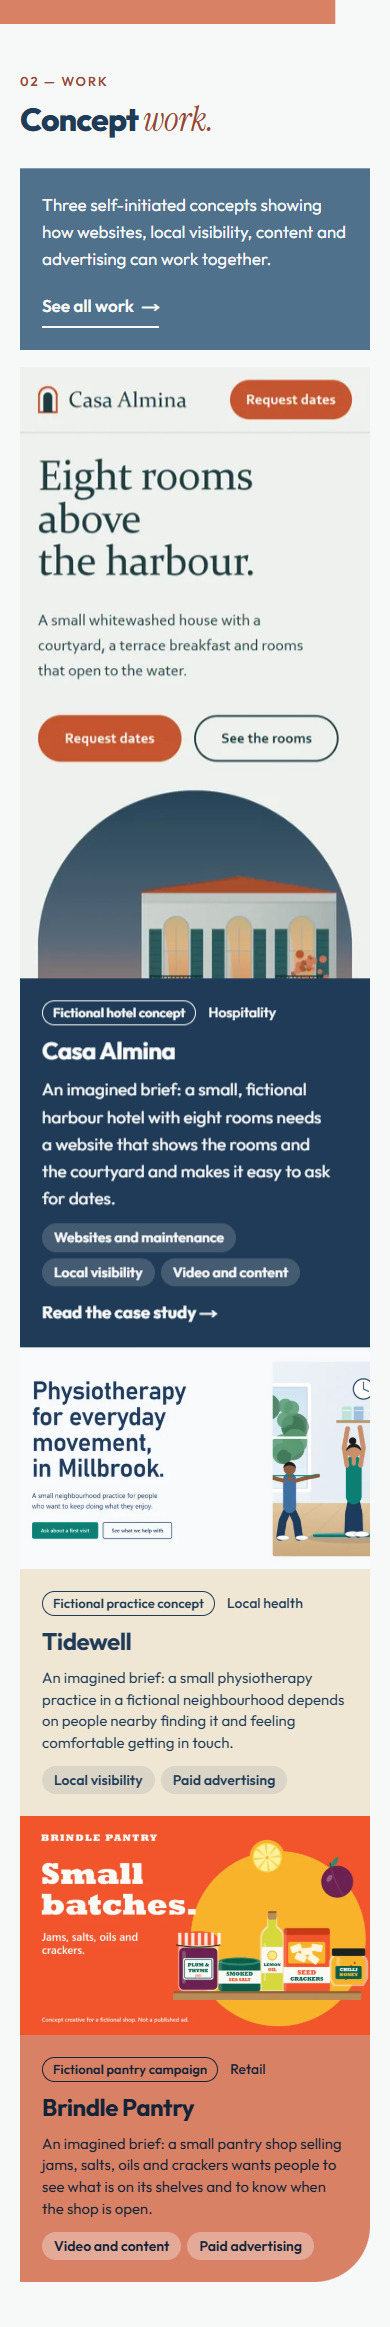 02 — WORK
Concept work.
Three self-initiated concepts showing
how websites, local visibility, content and
advertising can work together.
See all work →
Casa Almina
Request dates
Eight rooms
above
the harbour.
A small whitewashed house with a
courtyard, a terrace breakfast and rooms
that open to the water.
Request dates
See the rooms
Fictional hotel concept
Hospitality
Casa Almina
An imagined brief: a small, fictional
harbour hotel with eight rooms needs
a website that shows the rooms and
the courtyard and makes it easy to ask
for dates.
Websites and maintenance
Local visibility
Video and content
Read the case study →
Physiotherapy
for everyday
movement,
in Millbrook.
A small neighbourhood practice for people
who want to keep doing what they enjoy.
Ask about a first visit
See what we help with
Fictional practice concept
Local health
Tidewell
An imagined brief: a small physiotherapy
practice in a fictional neighbourhood depends
on people nearby finding it and feeling
comfortable getting in touch.
Local visibility
Paid advertising
BRINDLE PANTRY
Small
batches.
Jams, salts, oils and
crackers.
PLUM &
THYME
SMOKED
SEA SALT
LEMON
OIL
SEED
CRACKERS
CHILLI
HONEY
Concept creative for a fictional shop. Not a published ad.
Fictional pantry campaign
Retail
Brindle Pantry
An imagined brief: a small pantry shop selling
jams, salts, oils and crackers wants people to
see what is on its shelves and to know when
the shop is open.
Video and content
Paid advertising